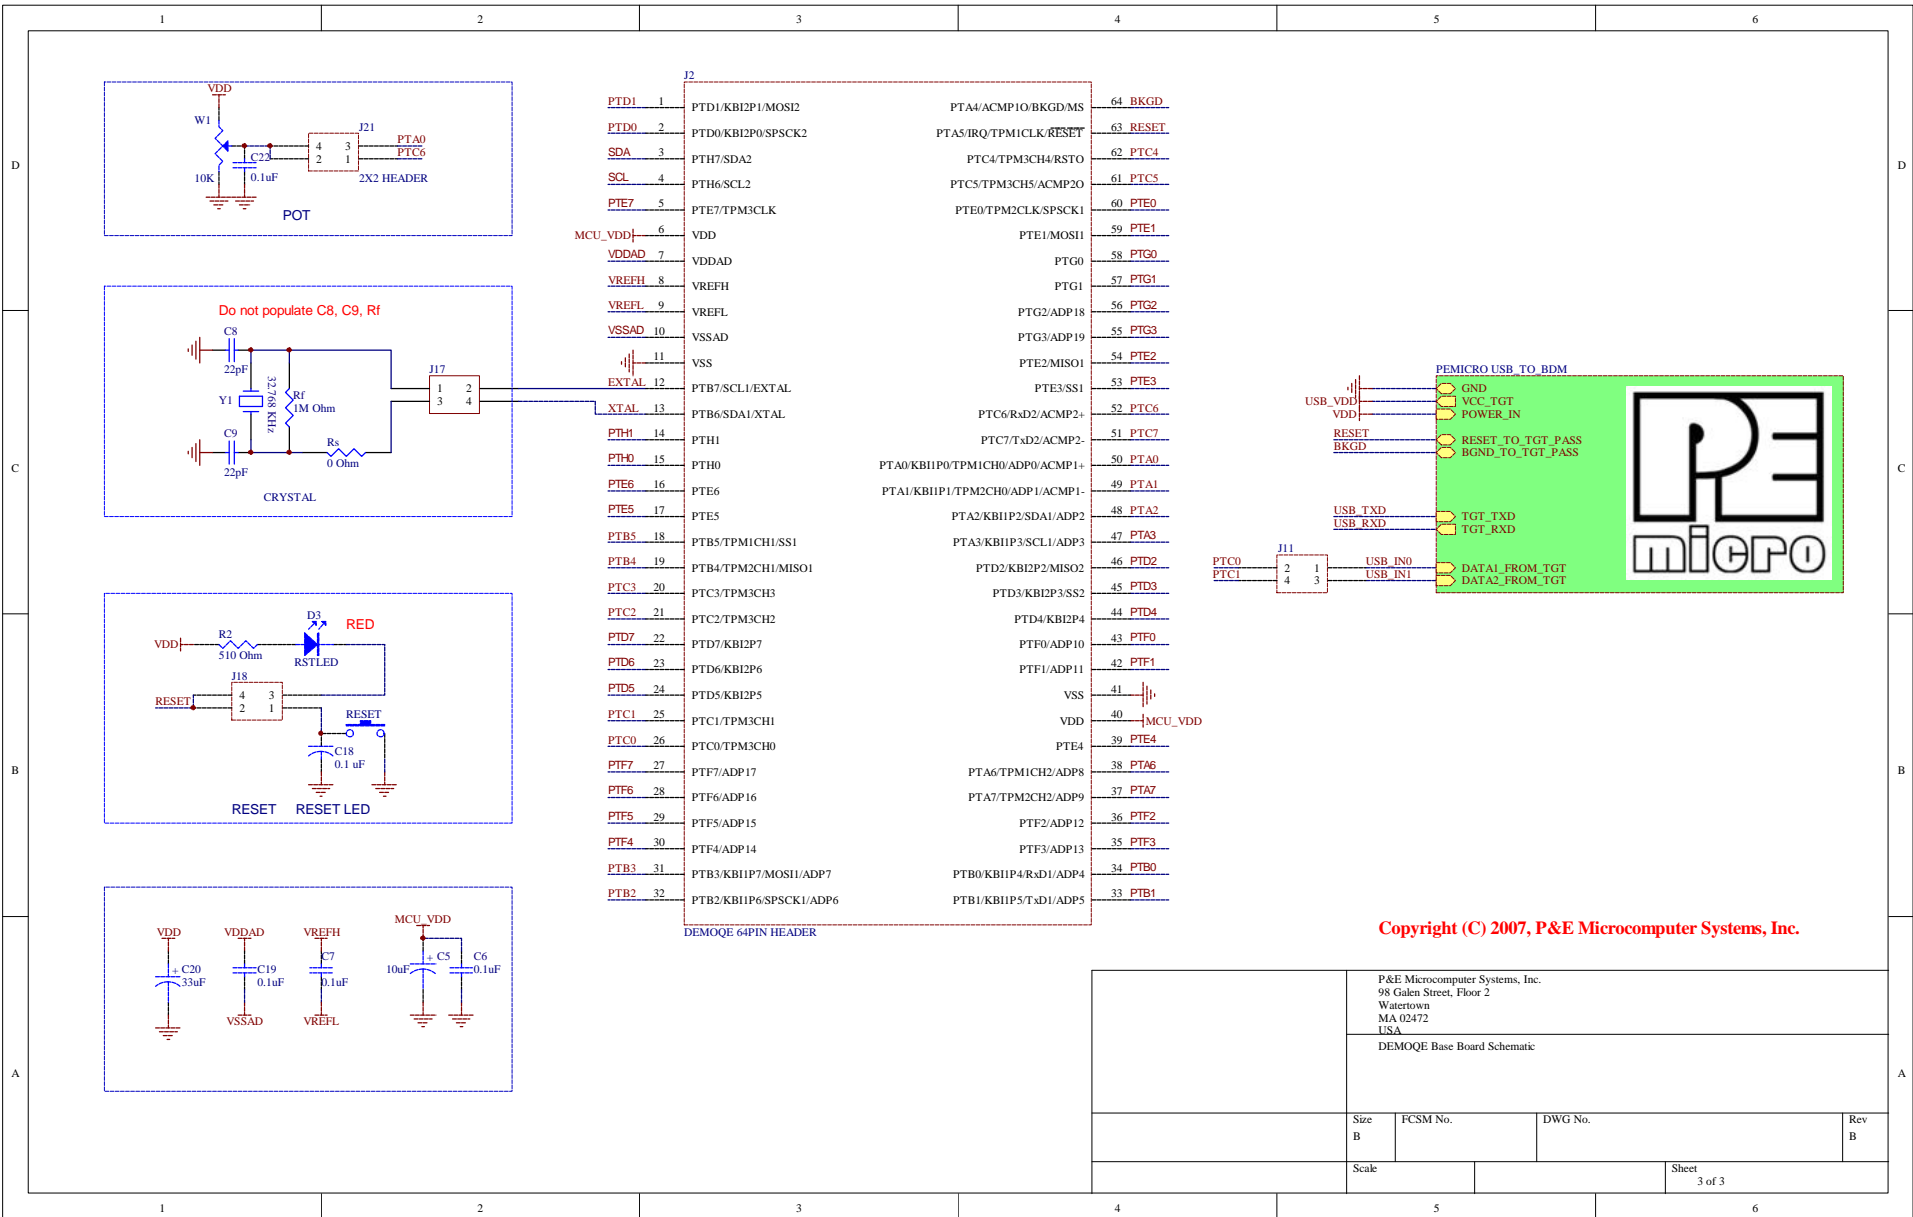 1 2 3 4 5 6
D
C
B
A
VDD
W1
10K
C22
0.1uF
J21
4 3
2 1
PTA0
PTC6
2X2 HEADER
POT
Do not populate C8, C9, Rf
C8
22pF
Y1
32.768 KHz
Rf
1M Ohm
C9
22pF
Rs
0 Ohm
J17
1 2
3 4
CRYSTAL
VDD
R2
510 Ohm
D3
RED
RSTLED
J18
RESET
4 3
2 1
RESET
C18
0.1 uF
RESET RESET LED
VDD
+ C20
33uF
VDDAD
C19
0.1uF
VSSAD
VREFH
C7
0.1uF
VREFL
MCU_VDD
10uF
+ C5
C6
0.1uF
J2
PTD1 1 PTD1/KBI2P1/MOSI2
PTD0 2 PTD0/KBI2P0/SPSCK2
SDA 3 PTH7/SDA2
SCL 4 PTH6/SCL2
PTE7 5 PTE7/TPM3CLK
MCU_VDD 6 VDD
VDDAD 7 VDDAD
VREFH 8 VREFH
VREFL 9 VREFL
VSSAD 10 VSSAD
11 VSS
EXTAL 12 PTB7/SCL1/EXTAL
XTAL 13 PTB6/SDA1/XTAL
PTH1 14 PTH1
PTH0 15 PTH0
PTE6 16 PTE6
PTE5 17 PTE5
PTB5 18 PTB5/TPM1CH1/SS1
PTB4 19 PTB4/TPM2CH1/MISO1
PTC3 20 PTC3/TPM3CH3
PTC2 21 PTC2/TPM3CH2
PTD7 22 PTD7/KBI2P7
PTD6 23 PTD6/KBI2P6
PTD5 24 PTD5/KBI2P5
PTC1 25 PTC1/TPM3CH1
PTC0 26 PTC0/TPM3CH0
PTF7 27 PTF7/ADP17
PTF6 28 PTF6/ADP16
PTF5 29 PTF5/ADP15
PTF4 30 PTF4/ADP14
PTB3 31 PTB3/KBI1P7/MOSI1/ADP7
PTB2 32 PTB2/KBI1P6/SPSCK1/ADP6
PTA4/ACMP1O/BKGD/MS 64 BKGD
PTA5/IRQ/TPM1CLK/RESET 63 RESET
PTC4/TPM3CH4/RSTO 62 PTC4
PTC5/TPM3CH5/ACMP2O 61 PTC5
PTE0/TPM2CLK/SPSCK1 60 PTE0
PTE1/MOSI1 59 PTE1
PTG0 58 PTG0
PTG1 57 PTG1
PTG2/ADP18 56 PTG2
PTG3/ADP19 55 PTG3
PTE2/MISO1 54 PTE2
PTE3/SS1 53 PTE3
PTC6/RxD2/ACMP2+ 52 PTC6
PTC7/TxD2/ACMP2- 51 PTC7
PTA0/KBI1P0/TPM1CH0/ADP0/ACMP1+ 50 PTA0
PTA1/KBI1P1/TPM2CH0/ADP1/ACMP1- 49 PTA1
PTA2/KBI1P2/SDA1/ADP2 48 PTA2
PTA3/KBI1P3/SCL1/ADP3 47 PTA3
PTD2/KBI2P2/MISO2 46 PTD2
PTD3/KBI2P3/SS2 45 PTD3
PTD4/KBI2P4 44 PTD4
PTF0/ADP10 43 PTF0
PTF1/ADP11 42 PTF1
VSS 41
VDD 40 MCU_VDD
PTE4 39 PTE4
PTA6/TPM1CH2/ADP8 38 PTA6
PTA7/TPM2CH2/ADP9 37 PTA7
PTF2/ADP12 36 PTF2
PTF3/ADP13 35 PTF3
PTB0/KBI1P4/RxD1/ADP4 34 PTB0
PTB1/KBI1P5/TxD1/ADP5 33 PTB1
DEMOQE 64PIN HEADER
PEMICRO USB_TO_BDM
GND
USB_VDD VCC_TGT
VDD POWER_IN
RESET RESET_TO_TGT_PASS
BKGD BGND_TO_TGT_PASS
USB_TXD TGT_TXD
USB_RXD TGT_RXD
J11
PTC0 2 1 USB_IN0 DATA1_FROM_TGT
PTC1 4 3 USB_IN1 DATA2_FROM_TGT
PE
micro
Copyright (C) 2007, P&E Microcomputer Systems, Inc.
P&E Microcomputer Systems, Inc.
98 Galen Street, Floor 2
Watertown
MA 02472
USA
DEMOQE Base Board Schematic
Size FCSM No. DWG No. Rev
B B
Scale Sheet
3 of 3
D
C
B
A
1 2 3 4 5 6